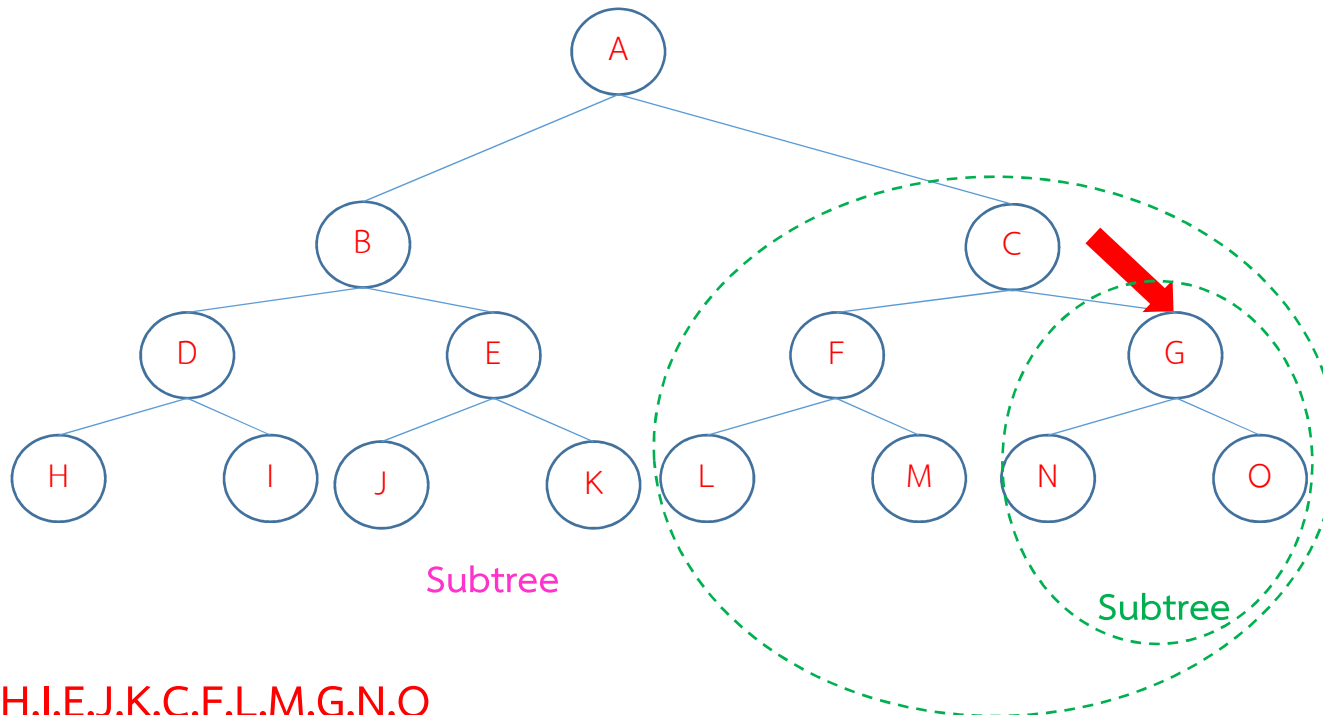 A
B
C
D
E
F
G
H
I
J
K
L
M
N
O
Subtree
Subtree
H,I,E,J,K,C,F,L,M,G,N,O